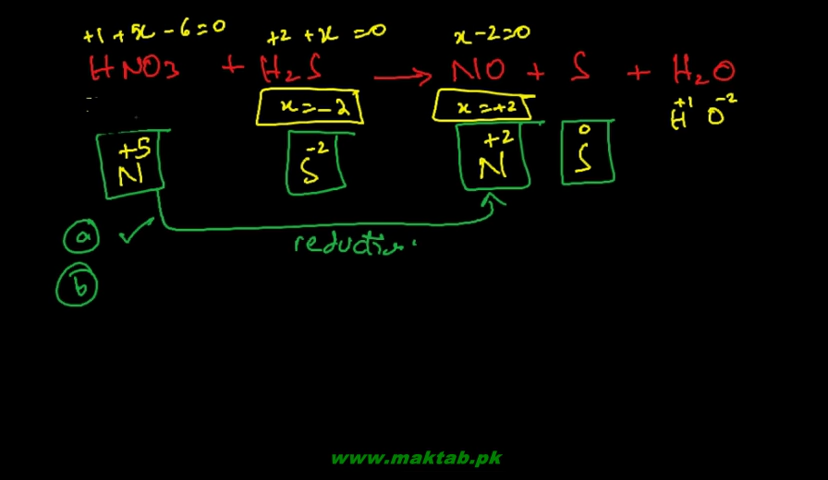 +1 + 5x - 6 = 0 +2 + x = 0 x - 2 = 0
HNO3 + H2S → NO + S + H2O
x = -2 x = +2 +1 -2
H O
+5 -2 +2 0
N S N S
a ✓
reduction
b
www.maktab.pk